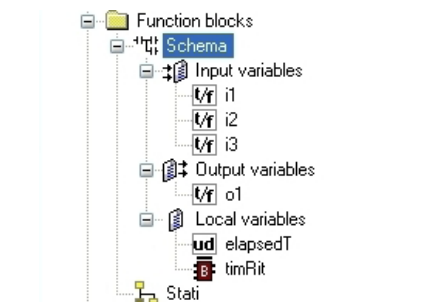 Function blocks
Schema
Input variables
t/f i1
t/f i2
t/f i3
Output variables
t/f o1
Local variables
ud elapsedT
B timRit
Stati